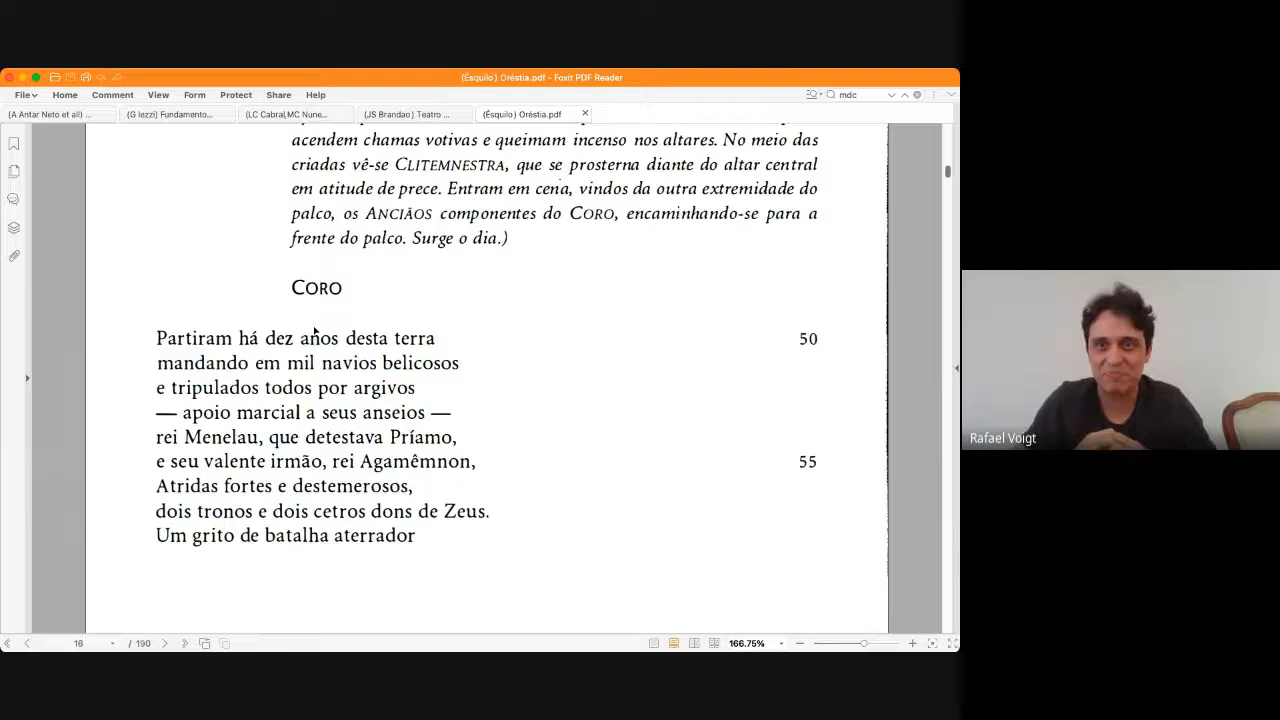 (Ésquilo) Oréstia.pdf - Foxit PDF Reader
File Home Comment View Form Protect Share Help
mdc
(A Antar Neto et all) ...
(G Iezzi) Fundamento...
(LC Cabral,MC Nune...
(JS Brandao) Teatro ...
(Ésquilo) Oréstia.pdf
acendem chamas votivas e queimam incenso nos altares. No meio das
criadas vê-se CLITEMNESTRA, que se prosterna diante do altar central
em atitude de prece. Entram em cena, vindos da outra extremidade do
palco, os ANCIÃOS componentes do CORO, encaminhando-se para a
frente do palco. Surge o dia.)
CORO
Partiram há dez anos desta terra 50
mandando em mil navios belicosos
e tripulados todos por argivos
— apoio marcial a seus anseios —
rei Menelau, que detestava Príamo,
e seu valente irmão, rei Agamêmnon, 55
Atridas fortes e destemerosos,
dois tronos e dois cetros dons de Zeus.
Um grito de batalha aterrador
Rafael Voigt
16 / 190
166.75%